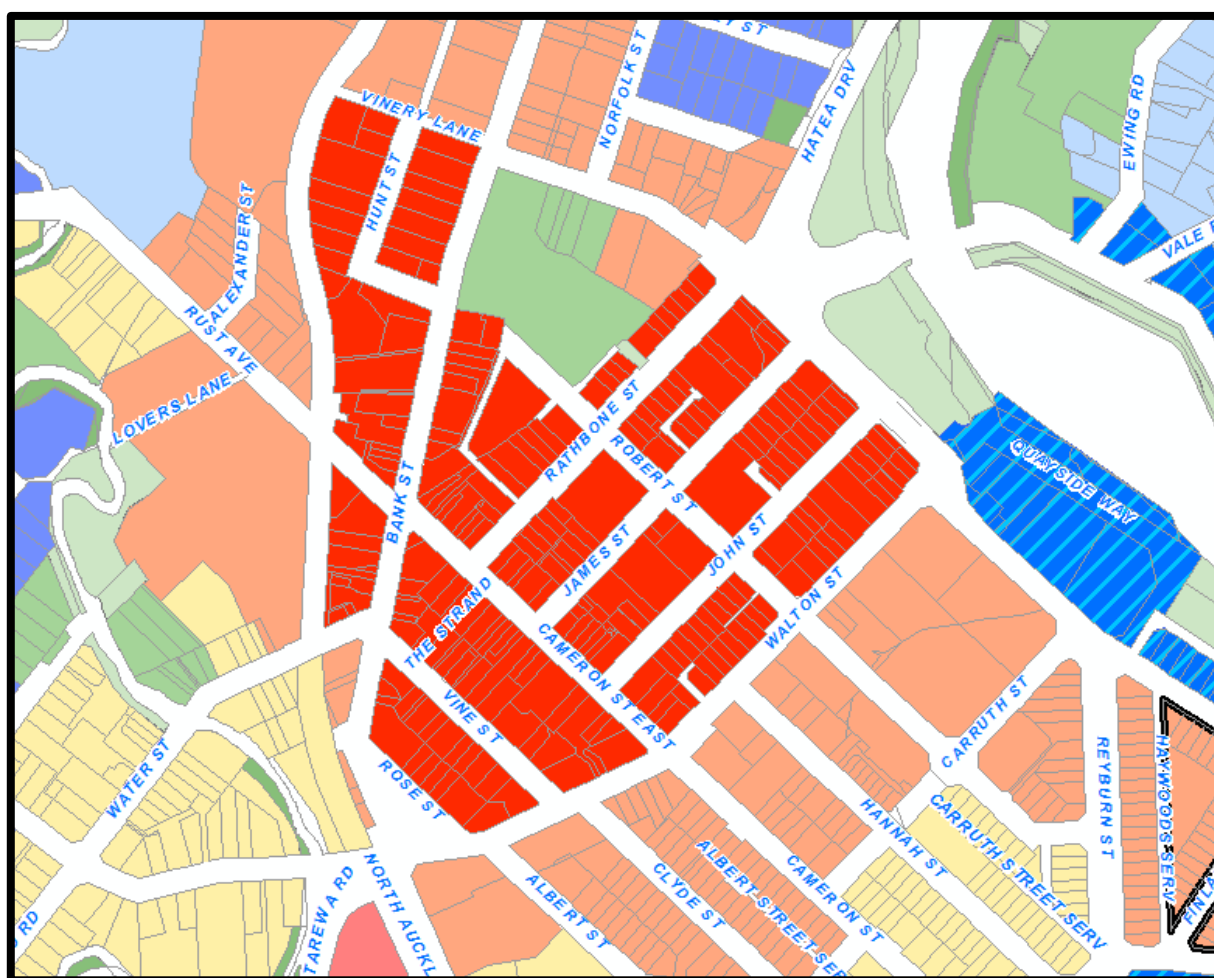 VINERY LANE
NORFOLK ST
HATEA DRV
EWING RD
VALE
HUNT ST
ALEXANDER ST
RUST AVE
LOVERS LANE
BANK ST
RATHBONE ST
ROBERT ST
QUAYSIDE WAY
JAMES ST
JOHN ST
THE STRAND
WALTON ST
CAMERON ST EAST
VINE ST
CARRUTH ST
WATER ST
ROSE ST
REYBURN ST
HAYWOODS SERV
HANNAH ST
CARRUTH STREET SERV
TAREWA RD
NORTH AUCKL
ALBERT ST
CLYDE ST
ALBERT STREET SER
CAMERON ST
FINLA
RD
ST